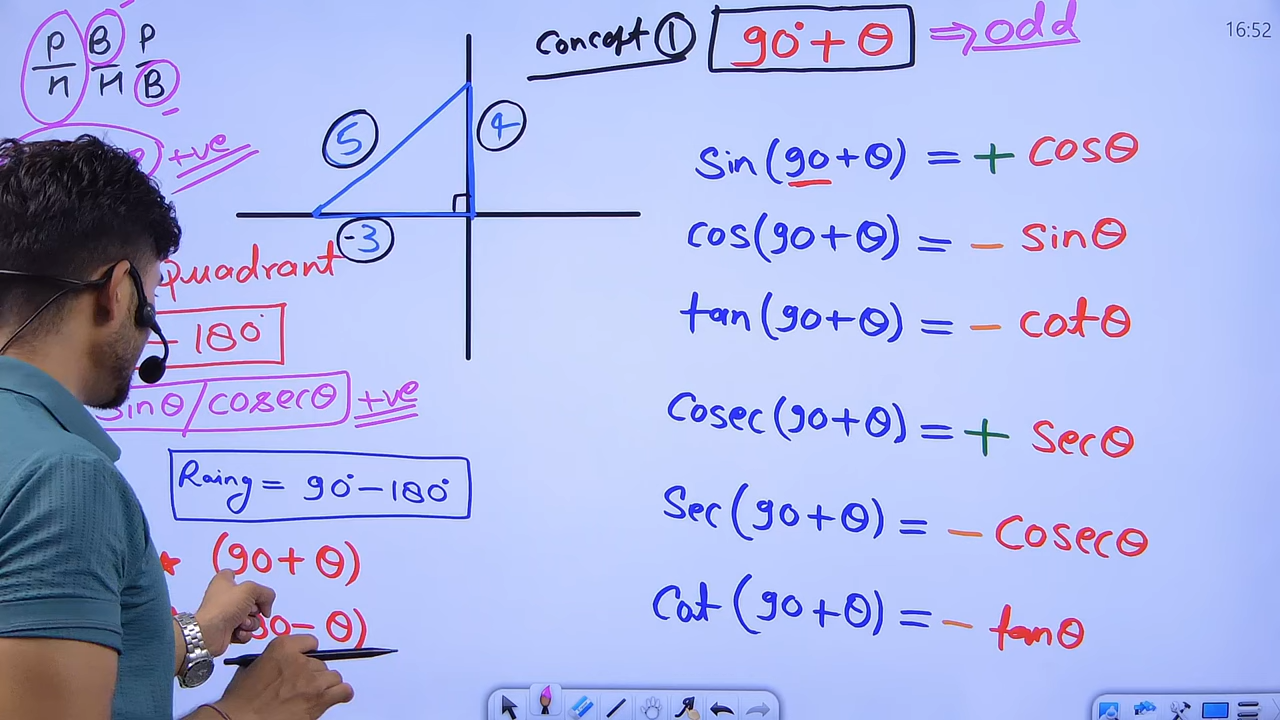 P B P
n H B
+ve
Quadrant
- 180°
sinθ/cosecθ +ve
Raing = 90° - 180°
(90 + θ)
90 - θ)
5
4
-3
Concept 1 90° + θ ⇒ odd
16:52
Sin(90+θ) = + cosθ
cos(90+θ) = - sinθ
tan(90+θ) = - cotθ
Cosec(90+θ) = + Secθ
Sec(90+θ) = - Cosecθ
Cot(90+θ) = - tanθ